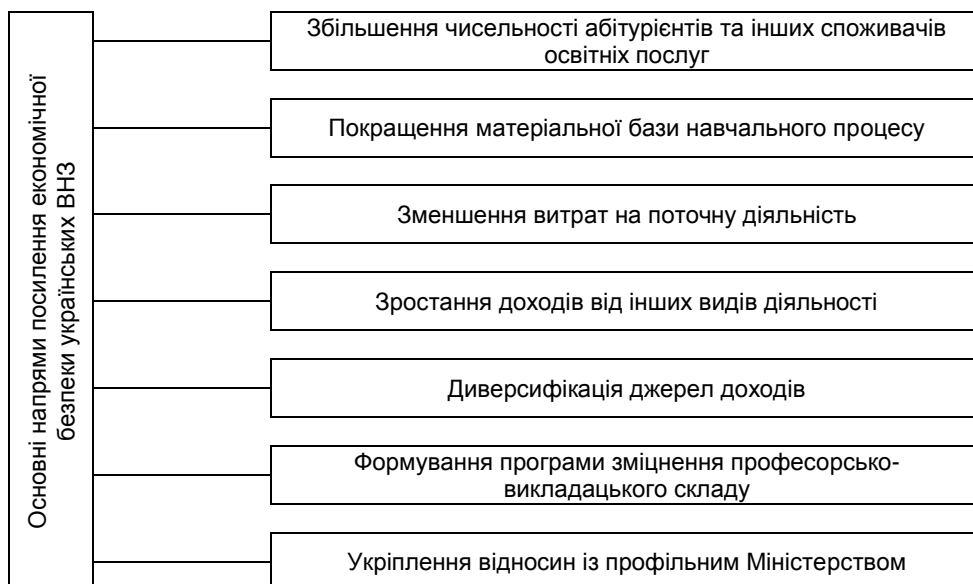 Основні напрями посилення економічної
безпеки українських ВНЗ
Збільшення чисельності абітурієнтів та інших споживачів
освітніх послуг
Покращення матеріальної бази навчального процесу
Зменшення витрат на поточну діяльність
Зростання доходів від інших видів діяльності
Диверсифікація джерел доходів
Формування програми зміцнення професорсько-
викладацького складу
Укріплення відносин із профільним Міністерством